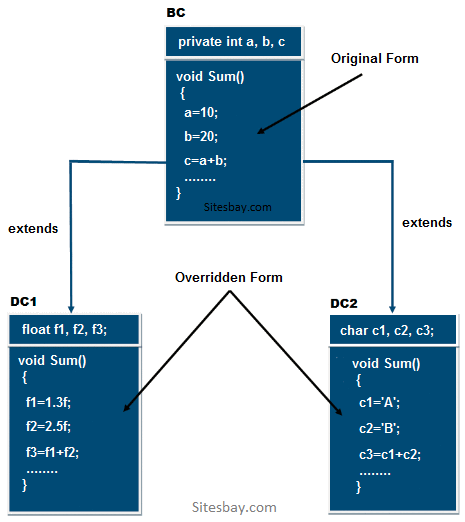 BC
private int a, b, c
void Sum()
{
a=10;
b=20;
c=a+b;
........
}
Sitesbay.com
Original Form
extends
extends
Overridden Form
DC1
float f1, f2, f3;
void Sum()
{
f1=1.3f;
f2=2.5f;
f3=f1+f2;
........
}
DC2
char c1, c2, c3;
void Sum()
{
c1='A';
c2='B';
c3=c1+c2;
........
}
Sitesbay.com